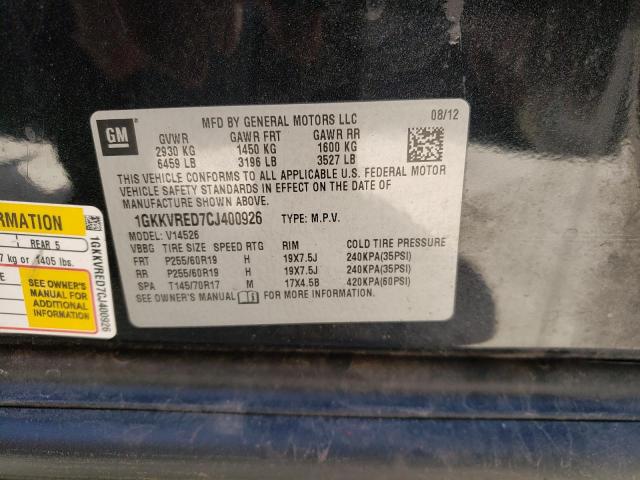 GM
MFD BY GENERAL MOTORS LLC 08/12
GVWR GAWR FRT GAWR RR
2930 KG 1450 KG 1600 KG
6459 LB 3196 LB 3527 LB
THIS VEHICLE CONFORMS TO ALL APPLICABLE U.S. FEDERAL MOTOR
VEHICLE SAFETY STANDARDS IN EFFECT ON THE DATE OF
MANUFACTURE SHOWN ABOVE.
1GKKVRED7CJ400926 TYPE: M.P.V.
MODEL: V14526
VBBG TIRE SIZE SPEED RTG RIM COLD TIRE PRESSURE
FRT P255/60R19 H 19X7.5J 240KPA(35PSI)
RR P255/60R19 H 19X7.5J 240KPA(35PSI)
SPA T145/70R17 M 17X4.5B 420KPA(60PSI)
SEE OWNER'S MANUAL FOR MORE INFORMATION.
REAR 5
kg or 1405 lbs.
SEE OWNER'S
MANUAL FOR
ADDITIONAL
INFORMATION
1GKKVRED7CJ400926